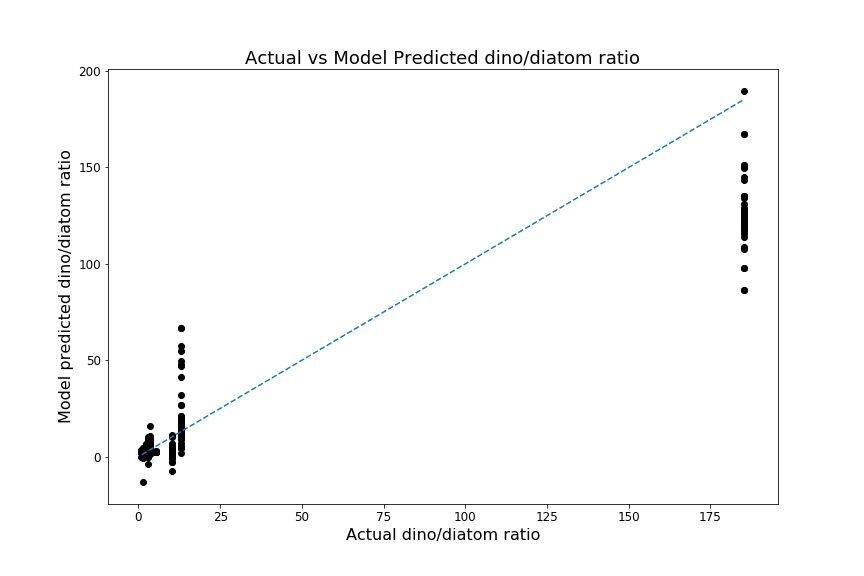 Actual vs Model Predicted dino/diatom ratio
200
150
100
50
0
Model predicted dino/diatom ratio
0 25 50 75 100 125 150 175
Actual dino/diatom ratio